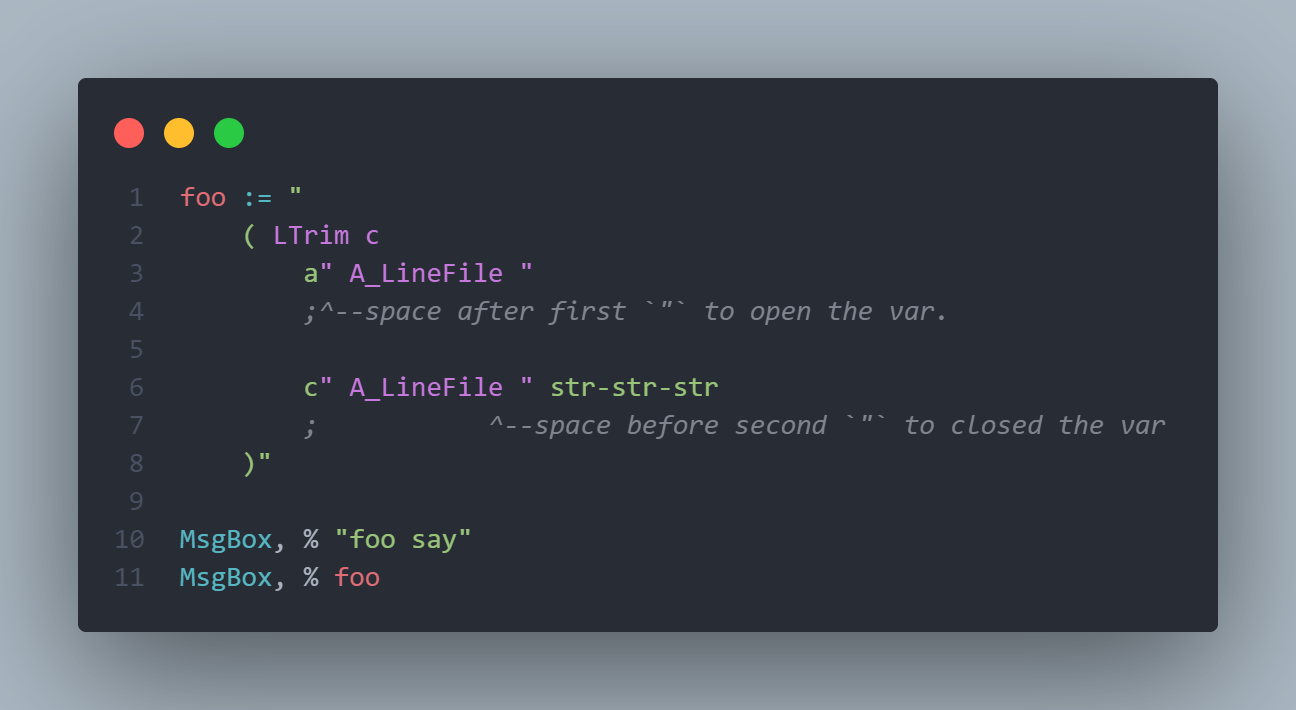 1 foo := "
2     ( LTrim c
3         a" A_LineFile "
4         ;^--space after first `"` to open the var.
5
6         c" A_LineFile " str-str-str
7         ;           ^--space before second `"` to closed the var
8     )"
9
10 MsgBox, % "foo say"
11 MsgBox, % foo